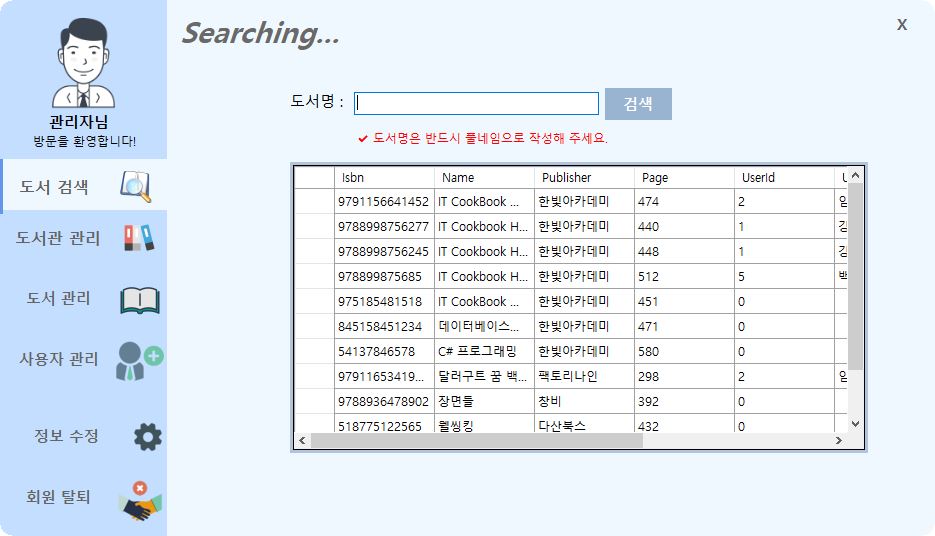 Searching...
X
관리자님
방문을 환영합니다!
도서 검색
도서관 관리
도서 관리
사용자 관리
정보 수정
회원 탈퇴
도서명 :
검색
✔ 도서명은 반드시 풀네임으로 작성해 주세요.
Isbn Name Publisher Page UserId
9791156641452 IT CookBook ... 한빛아카데미 474 2
9788998756277 IT Cookbook H... 한빛아카데미 440 1
9788998756245 IT Cookbook H... 한빛아카데미 448 1
978899875685 IT Cookbook H... 한빛아카데미 512 5
975185481518 IT CookBook ... 한빛아카데미 451 0
845158451234 데이터베이스... 한빛아카데미 471 0
54137846578 C# 프로그래밍 한빛아카데미 580 0
97911653419... 달러구트 꿈 백... 팩토리나인 298 2
9788936478902 장면들 창비 392 0
518775122565 웰씽킹 다산북스 432 0